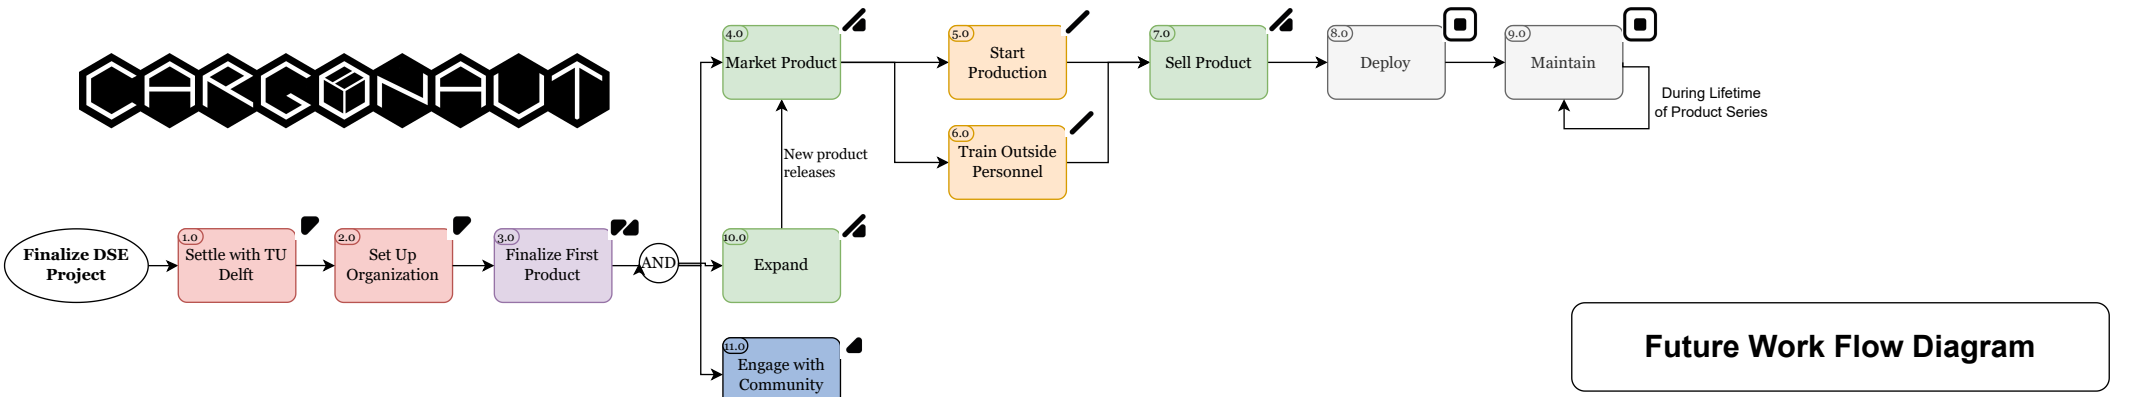 CARGONAUT
4.0
Market Product
5.0
Start
Production
7.0
Sell Product
8.0
Deploy
9.0
Maintain
During Lifetime
of Product Series
6.0
Train Outside
Personnel
New product
releases
Finalize DSE
Project
1.0
Settle with TU
Delft
2.0
Set Up
Organization
3.0
Finalize First
Product
AND
10.0
Expand
11.0
Engage with
Community
Future Work Flow Diagram